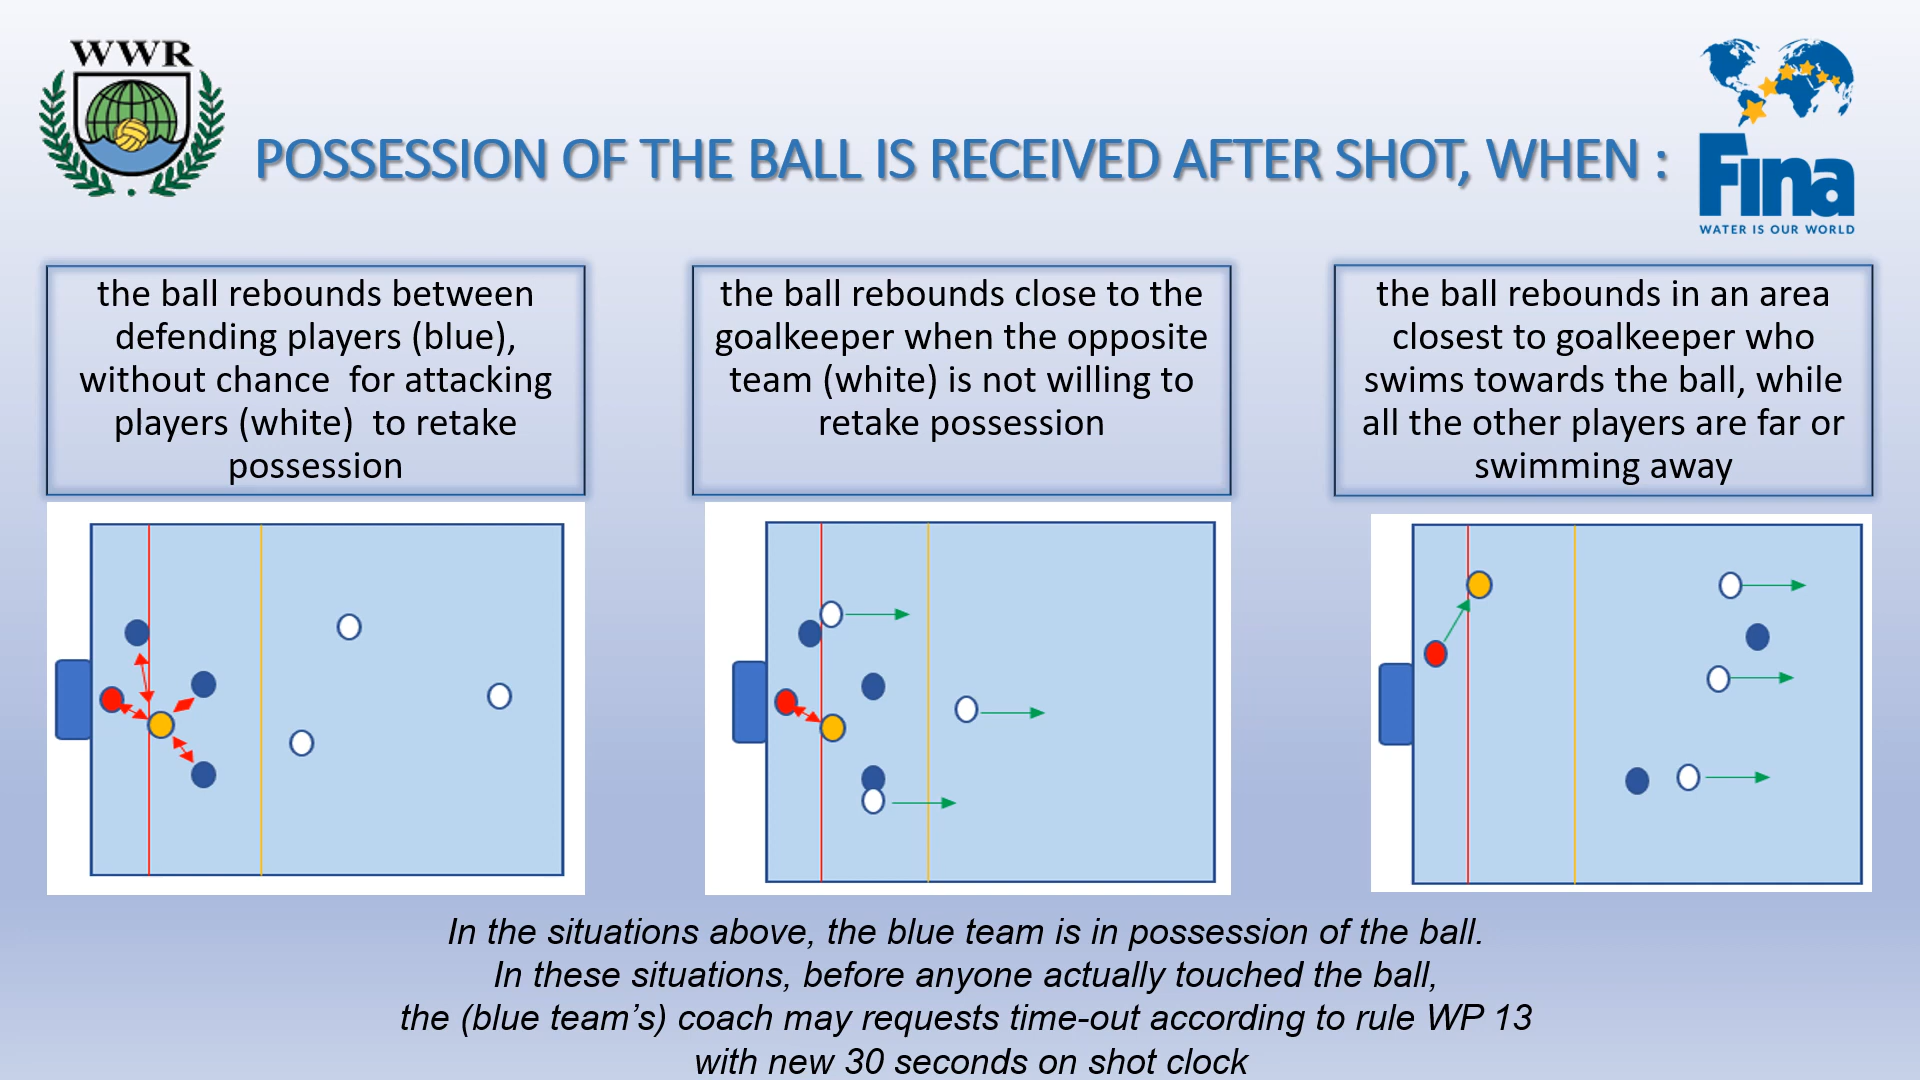 WWR
POSSESSION OF THE BALL IS RECEIVED AFTER SHOT, WHEN :
Fina
WATER IS OUR WORLD
the ball rebounds between
defending players (blue),
without chance for attacking
players (white) to retake
possession
the ball rebounds close to the
goalkeeper when the opposite
team (white) is not willing to
retake possession
the ball rebounds in an area
closest to goalkeeper who
swims towards the ball, while
all the other players are far or
swimming away
In the situations above, the blue team is in possession of the ball.
In these situations, before anyone actually touched the ball,
the (blue team’s) coach may requests time-out according to rule WP 13
with new 30 seconds on shot clock